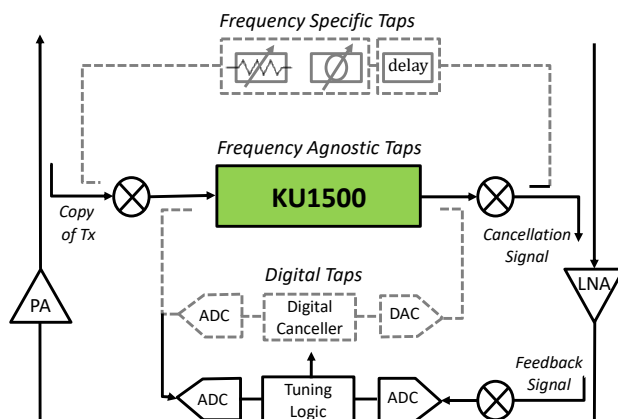 Frequency Specific Taps
delay
Frequency Agnostic Taps
KU1500
Copy
of Tx
Cancellation
Signal
Digital Taps
PA
ADC
Digital
Canceller
DAC
LNA
Feedback
Signal
ADC
Tuning
Logic
ADC